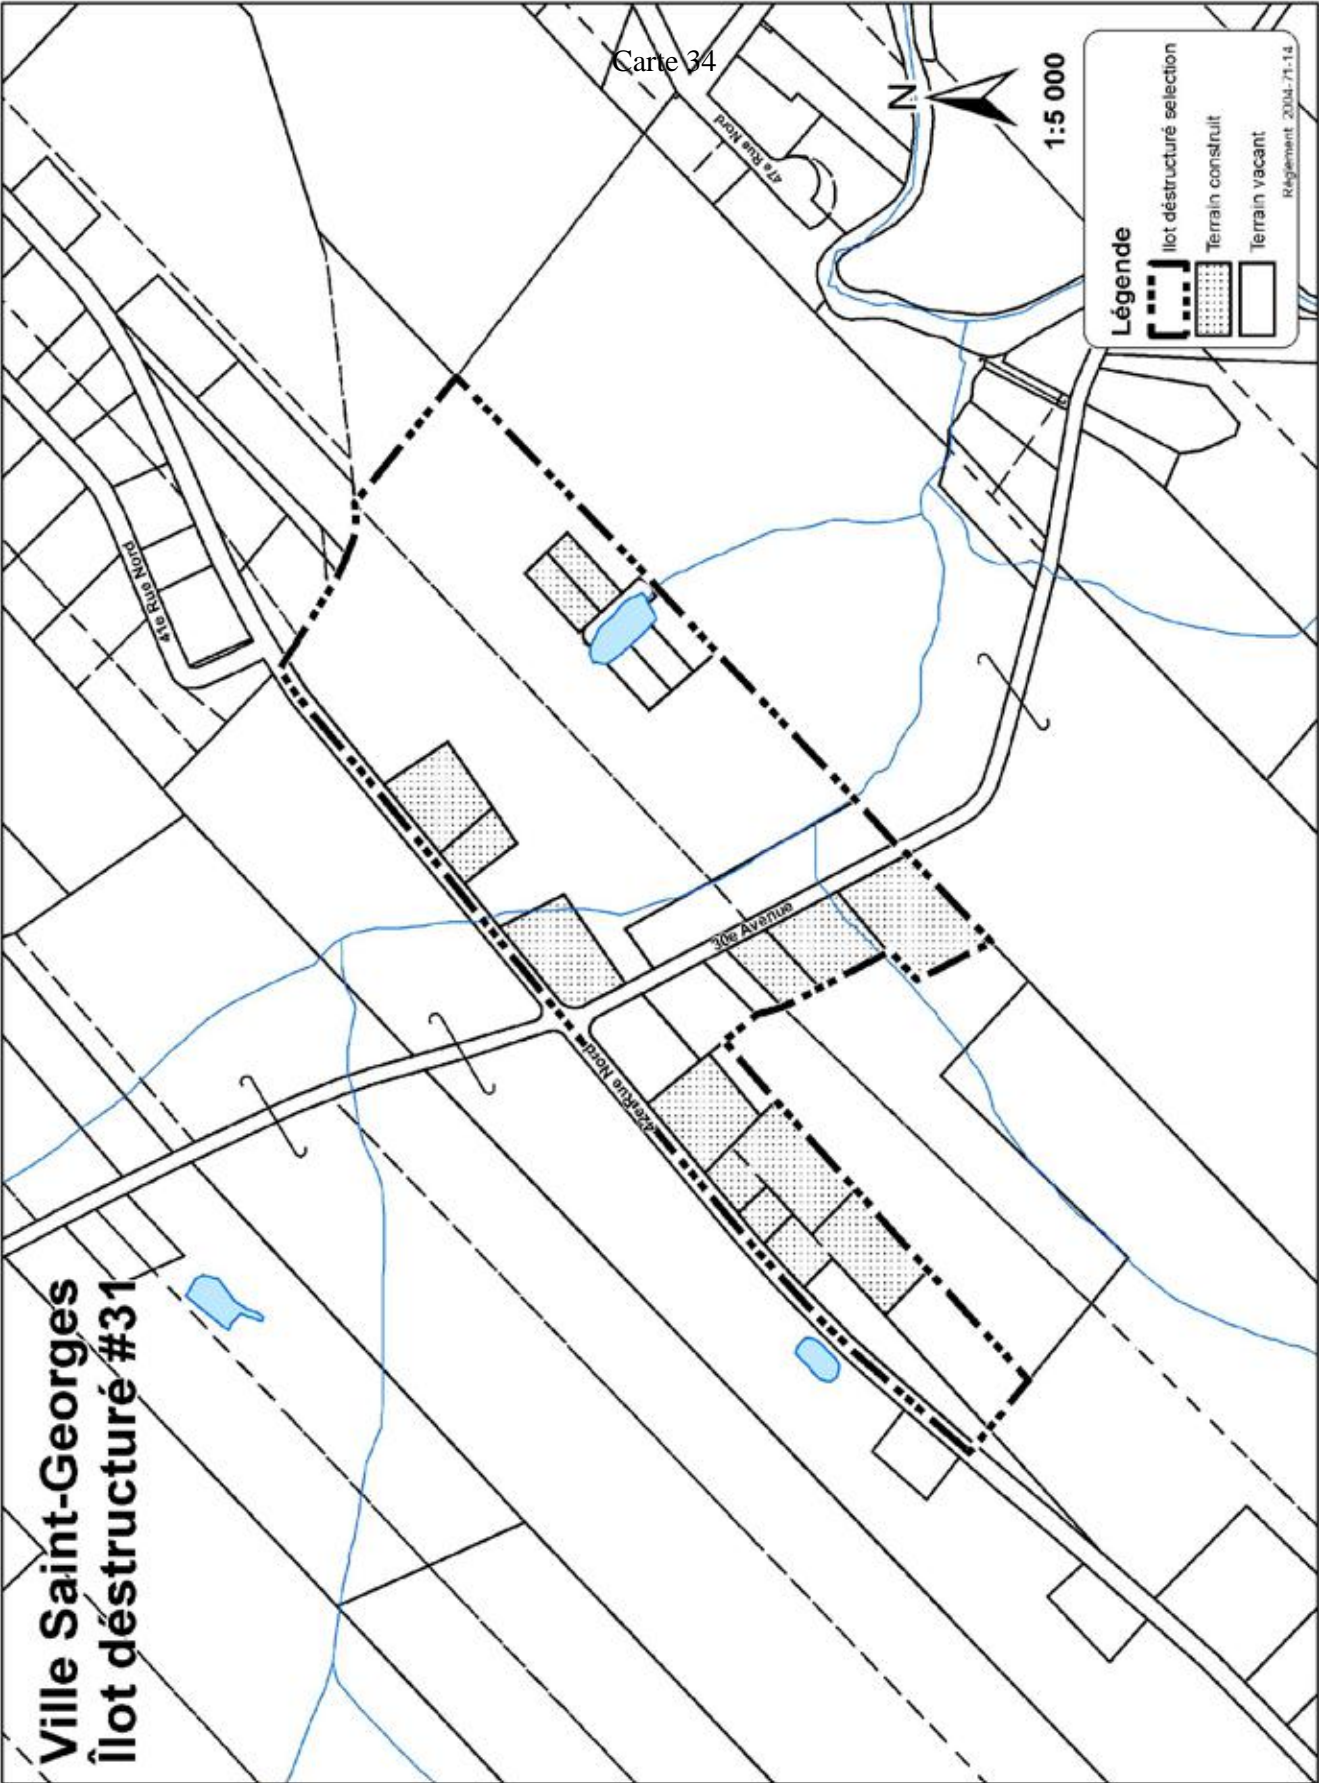 Carte 34
Ville Saint-Georges
Îlot déstructuré #31
41e Rue Nord
47e Rue Nord
30e Avenue
42e Rue Nord
N
1:5 000
Légende
Ilot déstructuré selection
Terrain construit
Terrain vacant
Règlement 2004-71-14